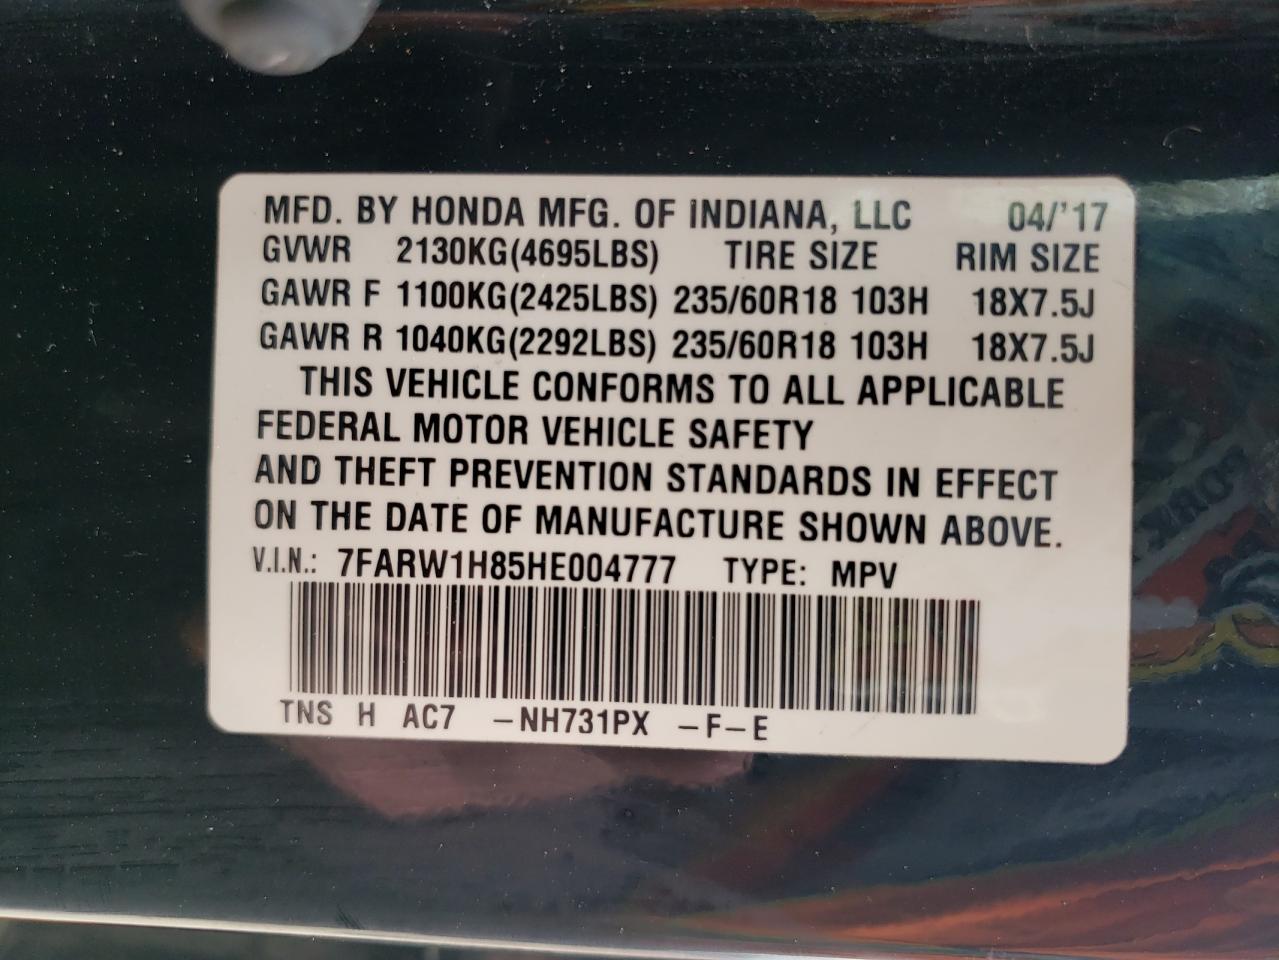 MFD. BY HONDA MFG. OF INDIANA, LLC 04/'17
GVWR 2130KG(4695LBS) TIRE SIZE RIM SIZE
GAWR F 1100KG(2425LBS) 235/60R18 103H 18X7.5J
GAWR R 1040KG(2292LBS) 235/60R18 103H 18X7.5J
THIS VEHICLE CONFORMS TO ALL APPLICABLE
FEDERAL MOTOR VEHICLE SAFETY
AND THEFT PREVENTION STANDARDS IN EFFECT
ON THE DATE OF MANUFACTURE SHOWN ABOVE.
V.I.N.: 7FARW1H85HE004777 TYPE: MPV
TNS H AC7 -NH731PX -F-E